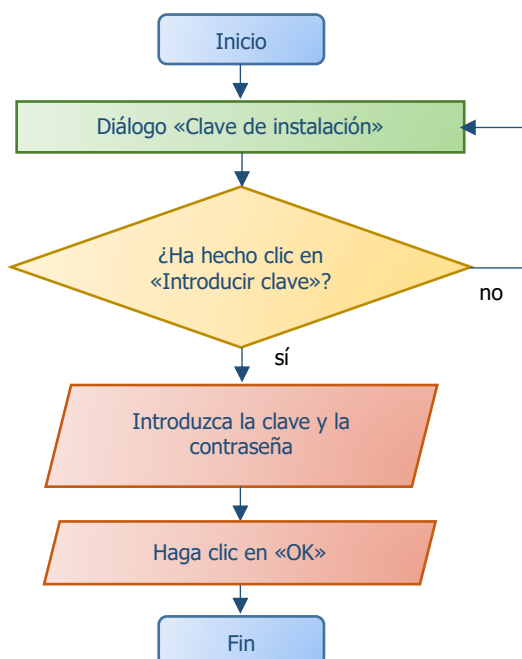 Inicio
Diálogo «Clave de instalación»
¿Ha hecho clic en
«Introducir clave»?
no
sí
Introduzca la clave y la
contraseña
Haga clic en «OK»
Fin